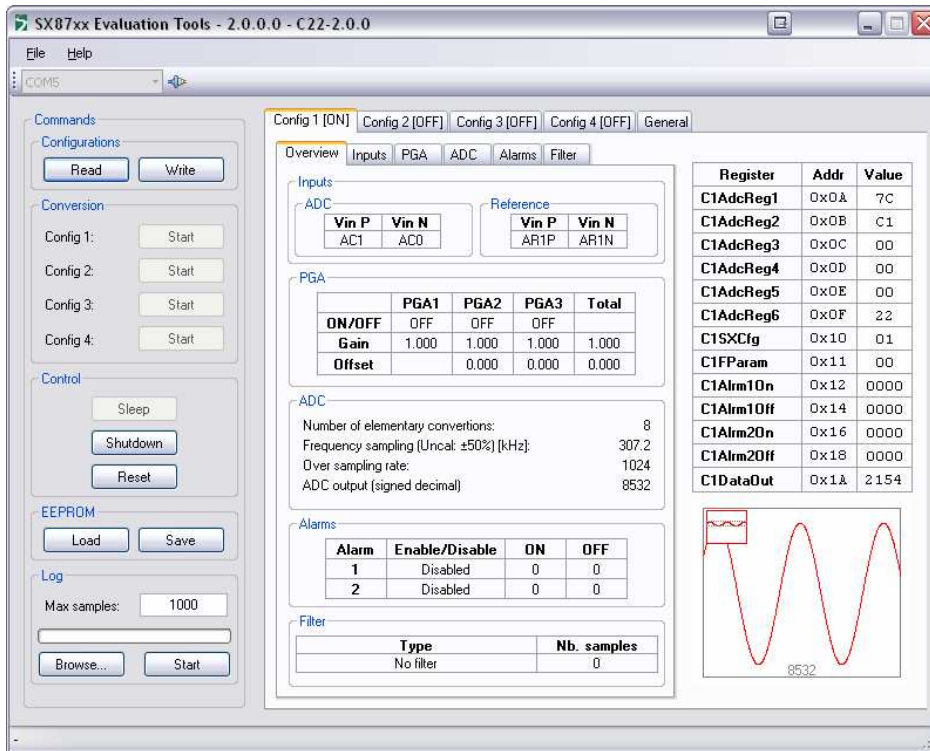 SX87xx Evaluation Tools - 2.0.0.0 - C22-2.0.0
File Help
COM5
Commands
Configurations
Read Write
Conversion
Config 1: Start
Config 2: Start
Config 3: Start
Config 4: Start
Control
Sleep
Shutdown
Reset
EEPROM
Load Save
Log
Max samples: 1000
Browse... Start
Config 1 [ON] Config 2 [OFF] Config 3 [OFF] Config 4 [OFF] General
Overview Inputs PGA ADC Alarms Filter
Inputs
ADC
Vin P Vin N
AC1 AC0
Reference
Vin P Vin N
AR1P AR1N
PGA
PGA1 PGA2 PGA3 Total
ON/OFF OFF OFF OFF
Gain 1.000 1.000 1.000 1.000
Offset 0.000 0.000 0.000
ADC
Number of elementary convertions: 8
Frequency sampling (Uncal: ±50%) [kHz]: 307.2
Over sampling rate: 1024
ADC output (signed decimal) 8532
Alarms
Alarm Enable/Disable ON OFF
1 Disabled 0 0
2 Disabled 0 0
Filter
Type Nb. samples
No filter 0
Register Addr Value
C1AdcReg1 0x0A 7C
C1AdcReg2 0x0B C1
C1AdcReg3 0x0C 00
C1AdcReg4 0x0D 00
C1AdcReg5 0x0E 00
C1AdcReg6 0x0F 22
C1SXCfg 0x10 01
C1FParam 0x11 00
C1Alrm1On 0x12 0000
C1Alrm1Off 0x14 0000
C1Alrm2On 0x16 0000
C1Alrm2Off 0x18 0000
C1DataOut 0x1A 2154
8532
-